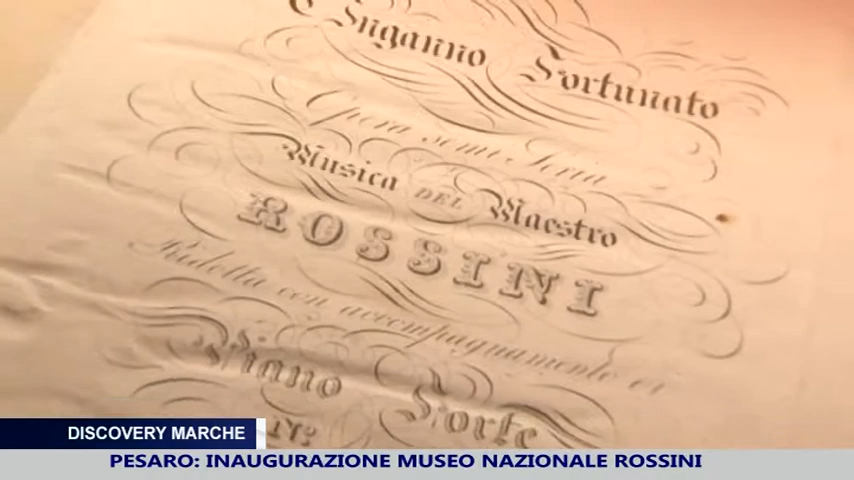 Inganno Fortunato
Opera semi Seria
Musica DEL Maestro
ROSSINI
Ridotta con accompagnamento di
Piano Forte
N.º
DISCOVERY MARCHE
PESARO: INAUGURAZIONE MUSEO NAZIONALE ROSSINI